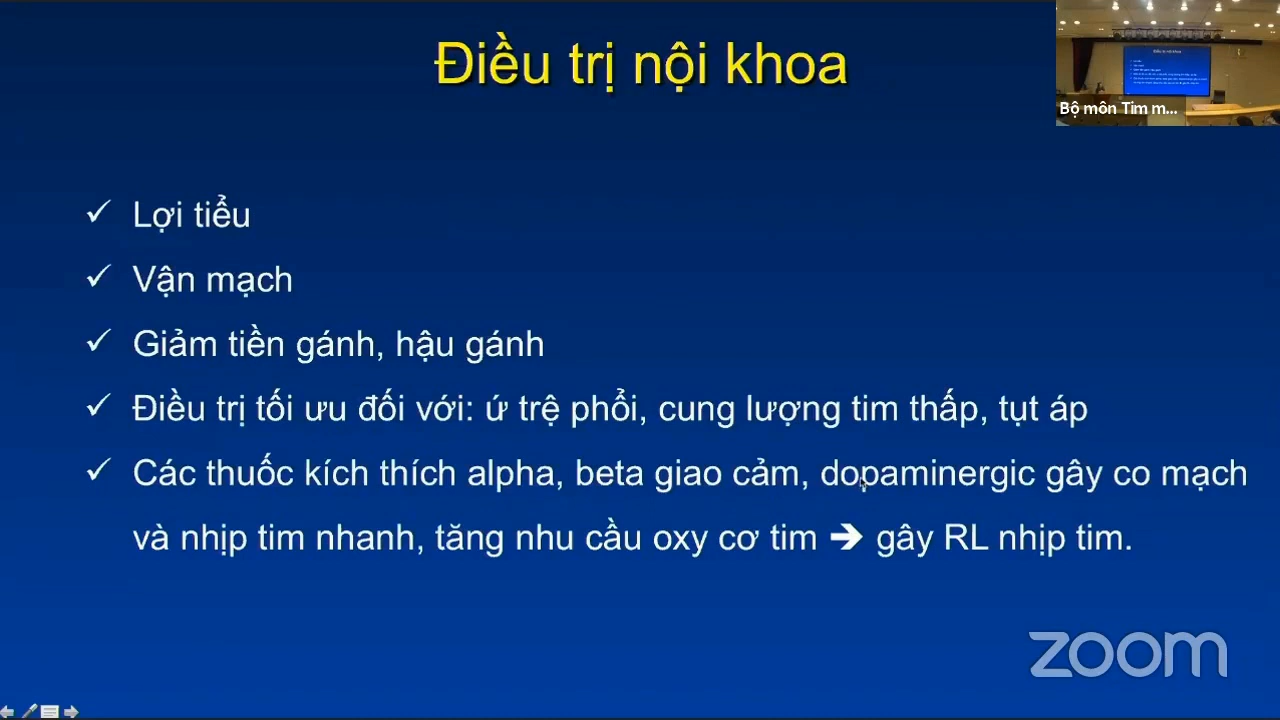 Điều trị nội khoa
Bộ môn Tim m...
✓ Lợi tiểu
✓ Vận mạch
✓ Giảm tiền gánh, hậu gánh
✓ Điều trị tối ưu đối với: ứ trệ phổi, cung lượng tim thấp, tụt áp
✓ Các thuốc kích thích alpha, beta giao cảm, dopaminergic gây co mạch
và nhịp tim nhanh, tăng nhu cầu oxy cơ tim ➔ gây RL nhịp tim.
zoom